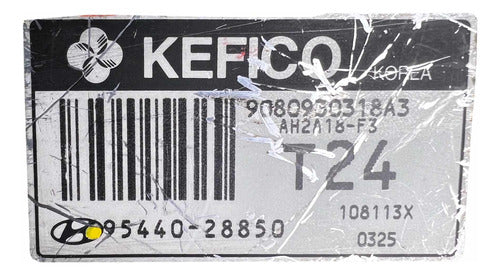 KEFICO KOREA
9080930318A3
AH2A18-F3
T24
108113X
95440-28850
0325